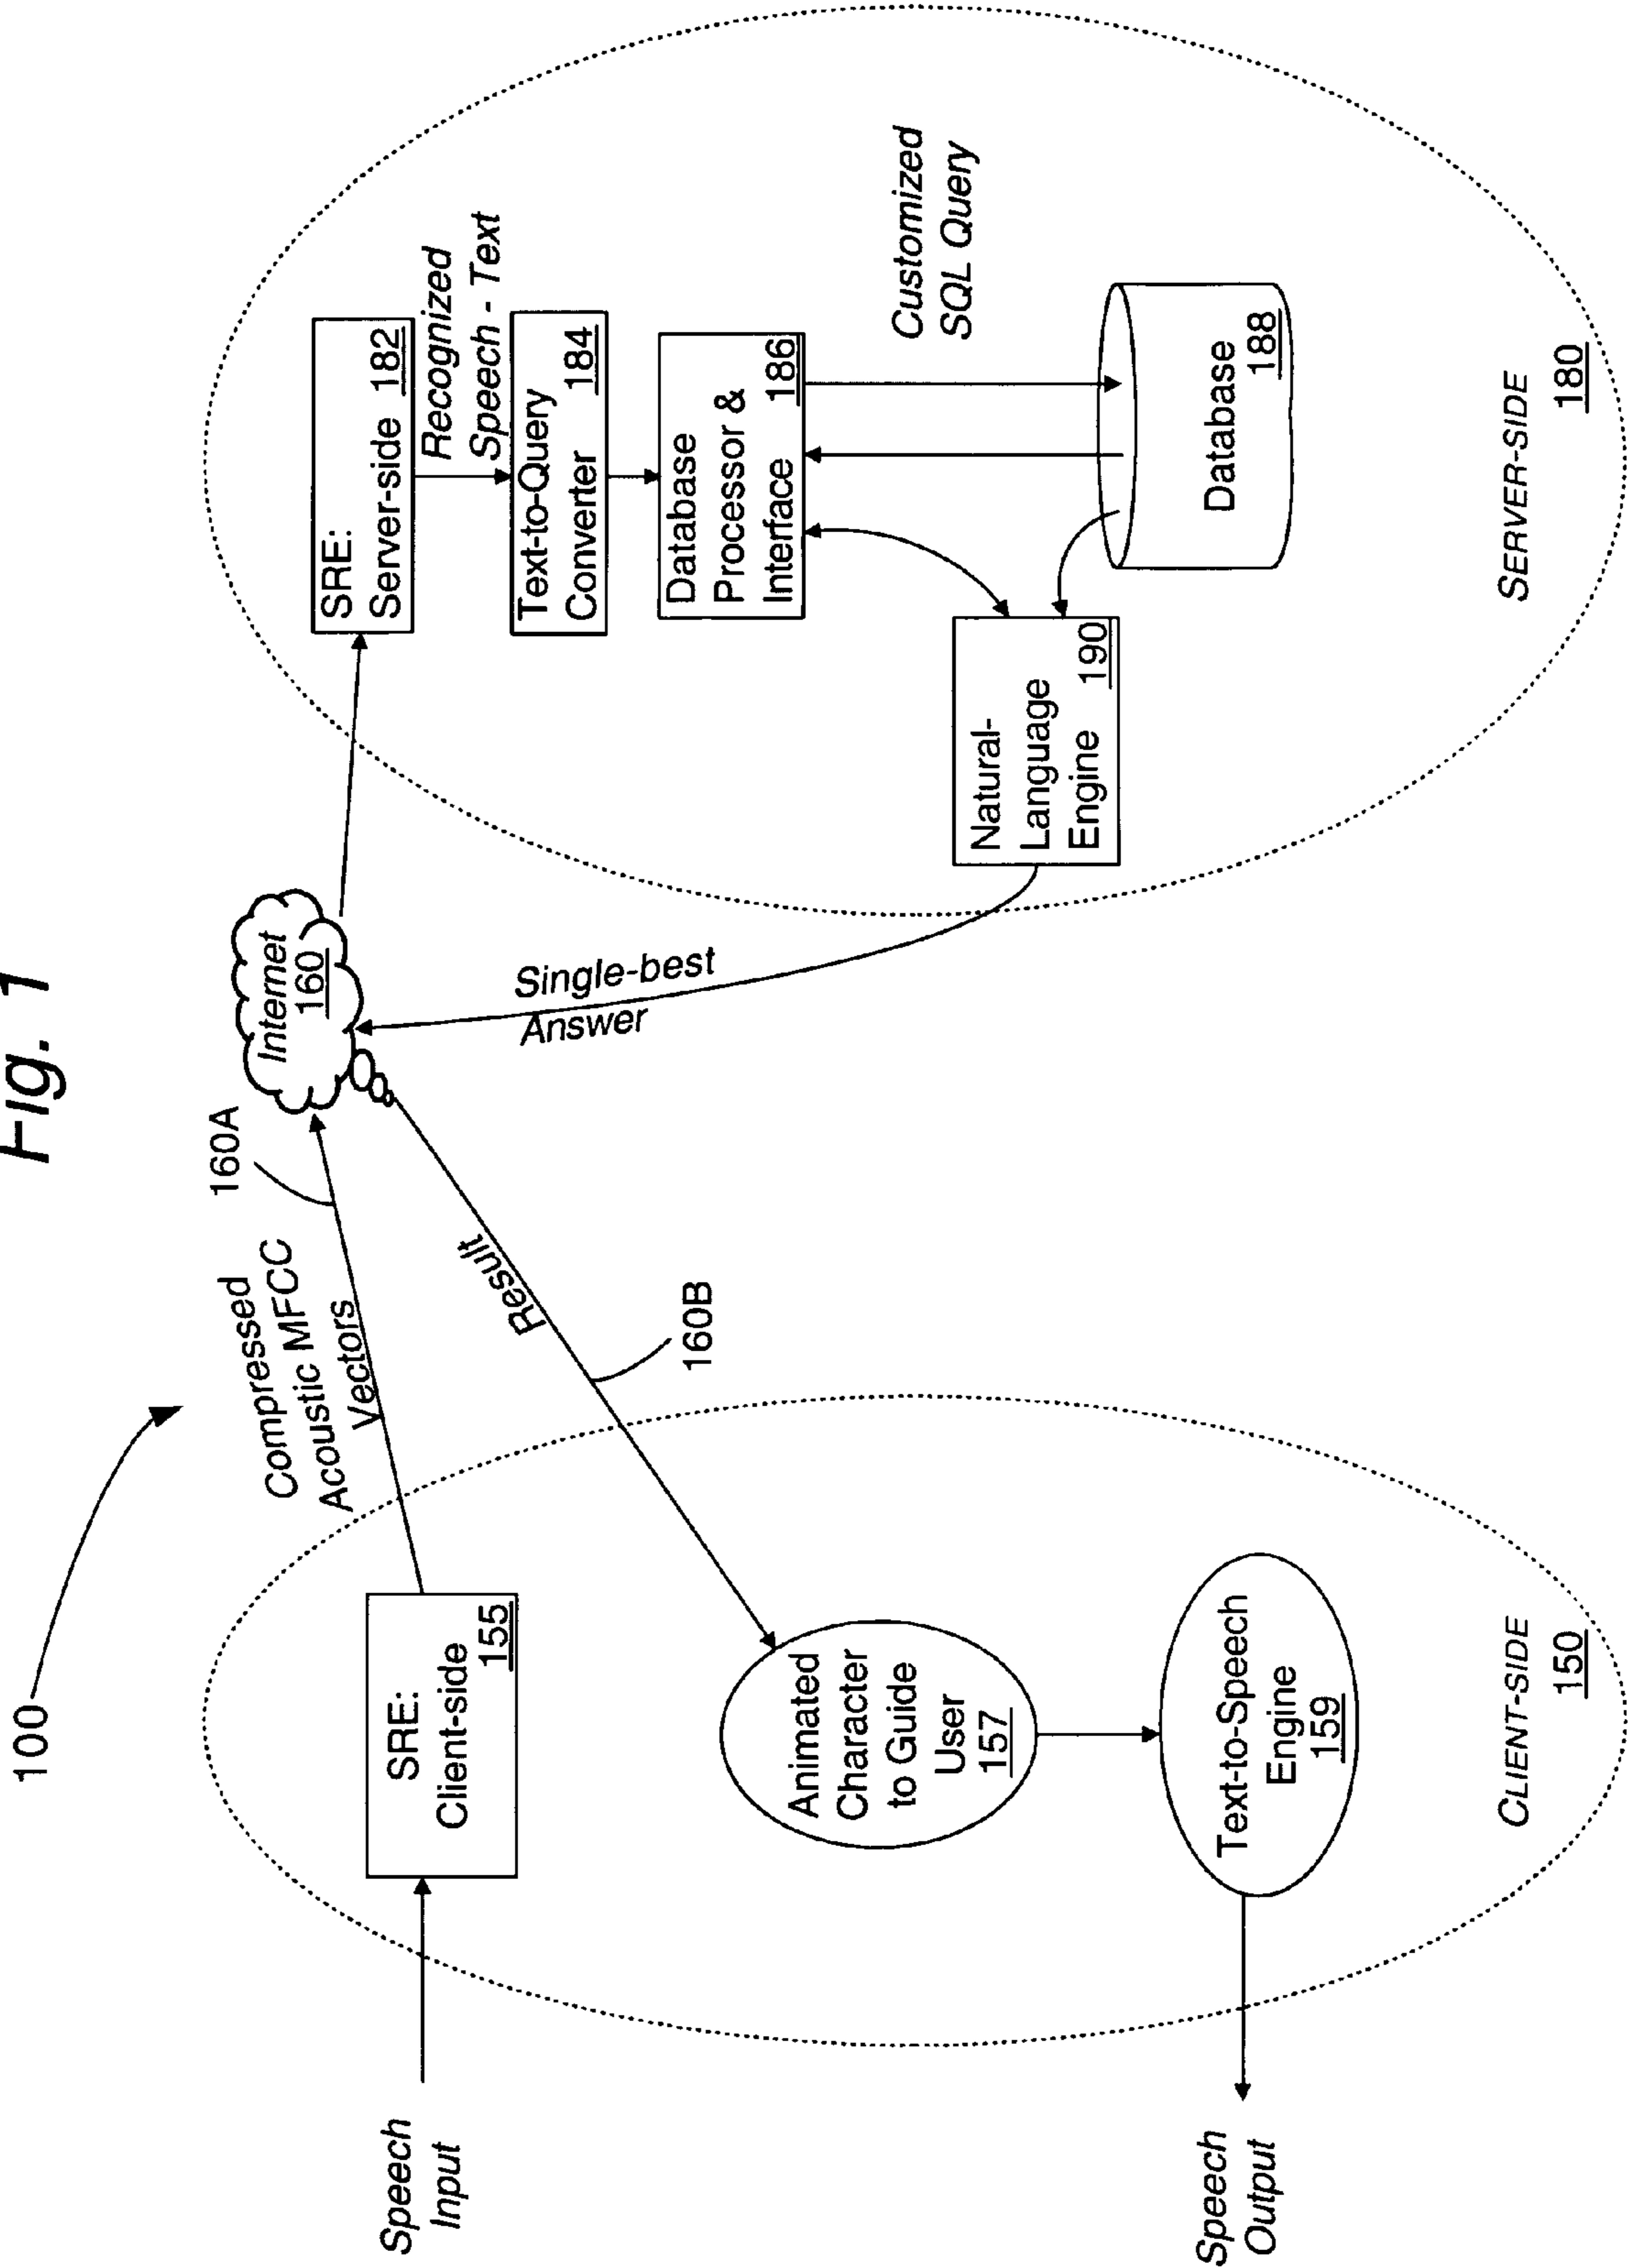 Fig. 1
100
Speech
Input
SRE:
Client-side
155
Compressed
Acoustic MFCC
Vectors
160A
Internet
160
Result
160B
Animated
Character
to Guide
User
157
Text-to-Speech
Engine
159
Speech
Output
CLIENT-SIDE
150
Single-best
Answer
SRE:
Server-side 182
Recognized
Speech - Text
Text-to-Query
Converter 184
Database
Processor &
Interface 186
Customized
SQL Query
Natural-
Language
Engine 190
Database
188
SERVER-SIDE
180